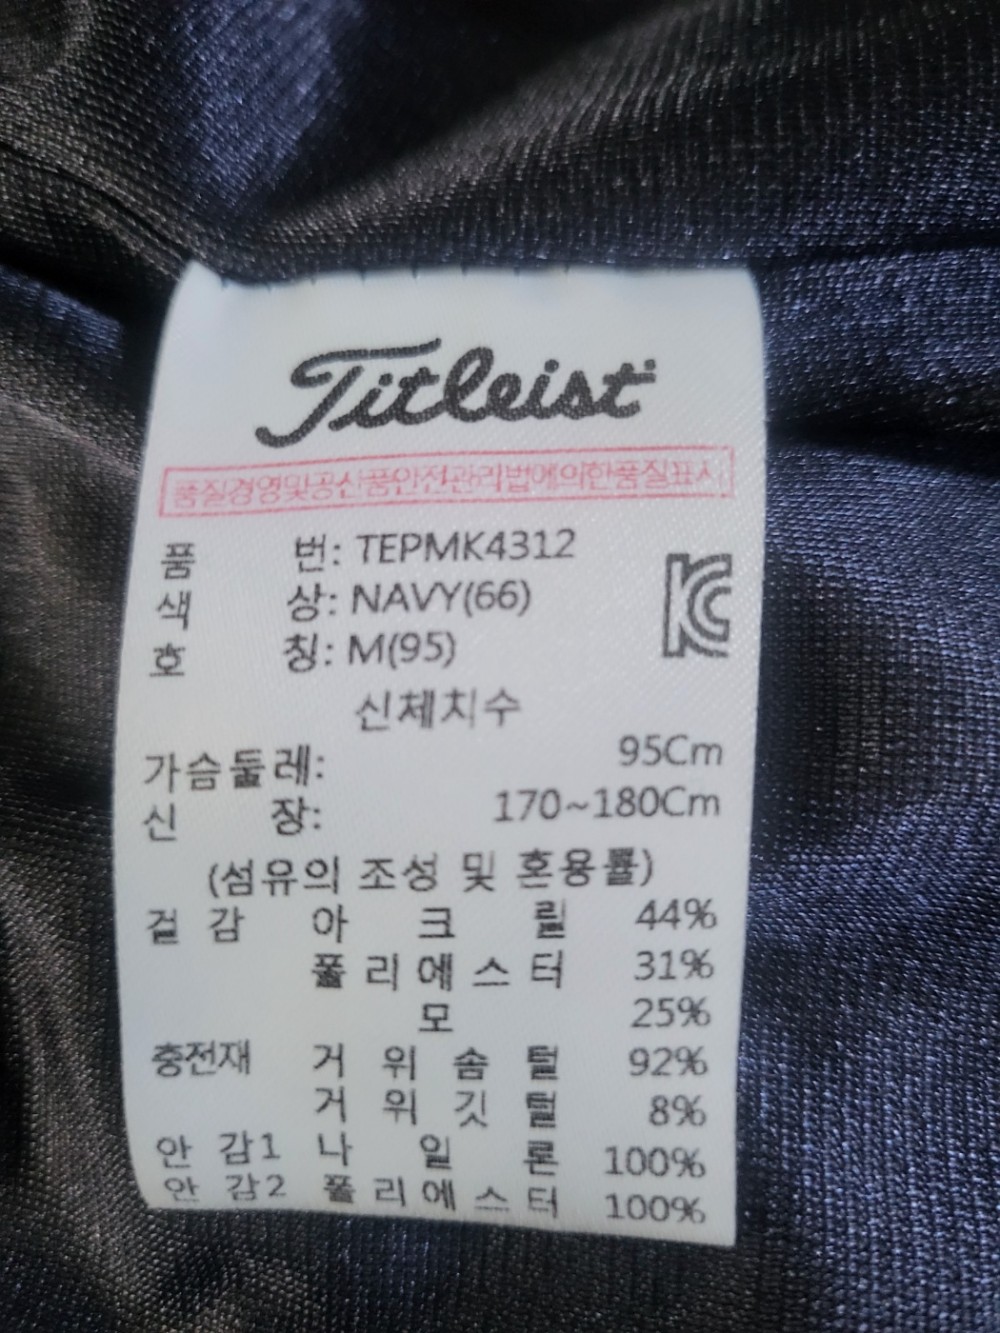 Titleist
품질경영및공산품안전관리법에의한품질표시
품 번: TEPMK4312
색 상: NAVY(66)
호 칭: M(95)
KC
신체치수
가슴둘레: 95Cm
신 장: 170~180Cm
(섬유의 조성 및 혼용률)
겉 감 아 크 릴 44%
폴 리 에 스 터 31%
모 25%
충전재 거 위 솜 털 92%
거 위 깃 털 8%
안 감1 나 일 론 100%
안 감2 폴 리 에 스 터 100%